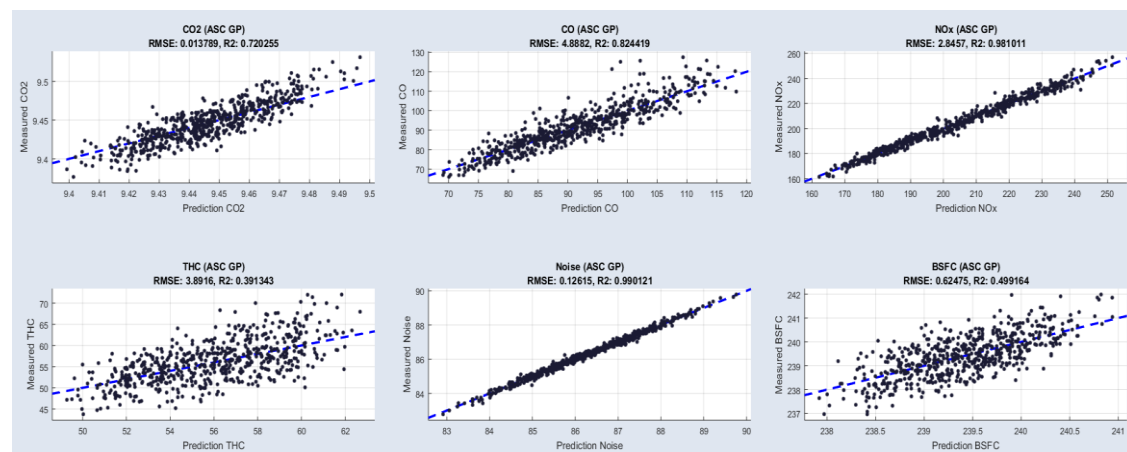 CO2 (ASC GP)
RMSE: 0.013789, R2: 0.720255
Measured CO2
9.5
9.45
9.4
9.4 9.41 9.42 9.43 9.44 9.45 9.46 9.47 9.48 9.49 9.5
Prediction CO2
CO (ASC GP)
RMSE: 4.8882, R2: 0.824419
Measured CO
130
120
110
100
90
80
70
70 75 80 85 90 95 100 105 110 115 120
Prediction CO
NOx (ASC GP)
RMSE: 2.8457, R2: 0.981011
Measured NOx
260
240
220
200
180
160
160 170 180 190 200 210 220 230 240 250
Prediction NOx
THC (ASC GP)
RMSE: 3.8916, R2: 0.391343
Measured THC
70
65
60
55
50
45
50 52 54 56 58 60 62
Prediction THC
Noise (ASC GP)
RMSE: 0.12615, R2: 0.990121
Measured Noise
90
88
86
84
83 84 85 86 87 88 89 90
Prediction Noise
BSFC (ASC GP)
RMSE: 0.62475, R2: 0.499164
Measured BSFC
242
241
240
239
238
237
238 238.5 239 239.5 240 240.5 241
Prediction BSFC